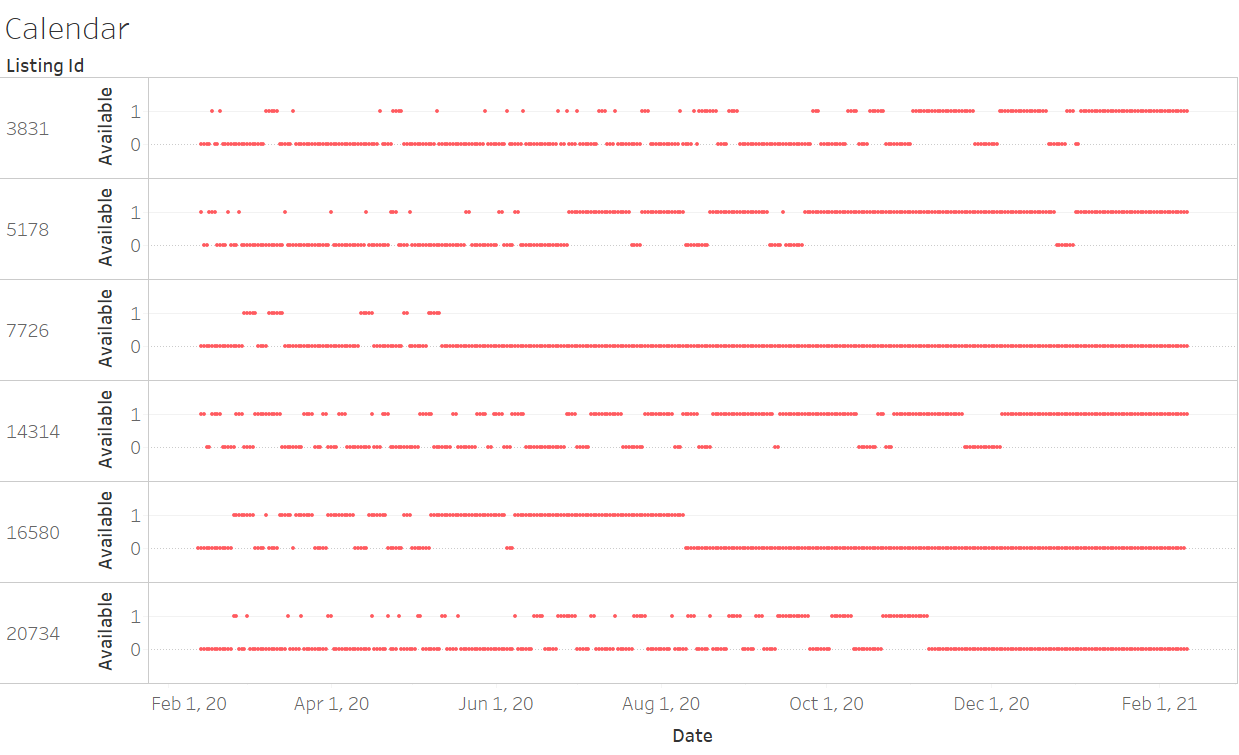 Calendar
Listing Id
3831
Available
1
0
5178
Available
1
0
7726
Available
1
0
14314
Available
1
0
16580
Available
1
0
20734
Available
1
0
Feb 1, 20 Apr 1, 20 Jun 1, 20 Aug 1, 20 Oct 1, 20 Dec 1, 20 Feb 1, 21
Date